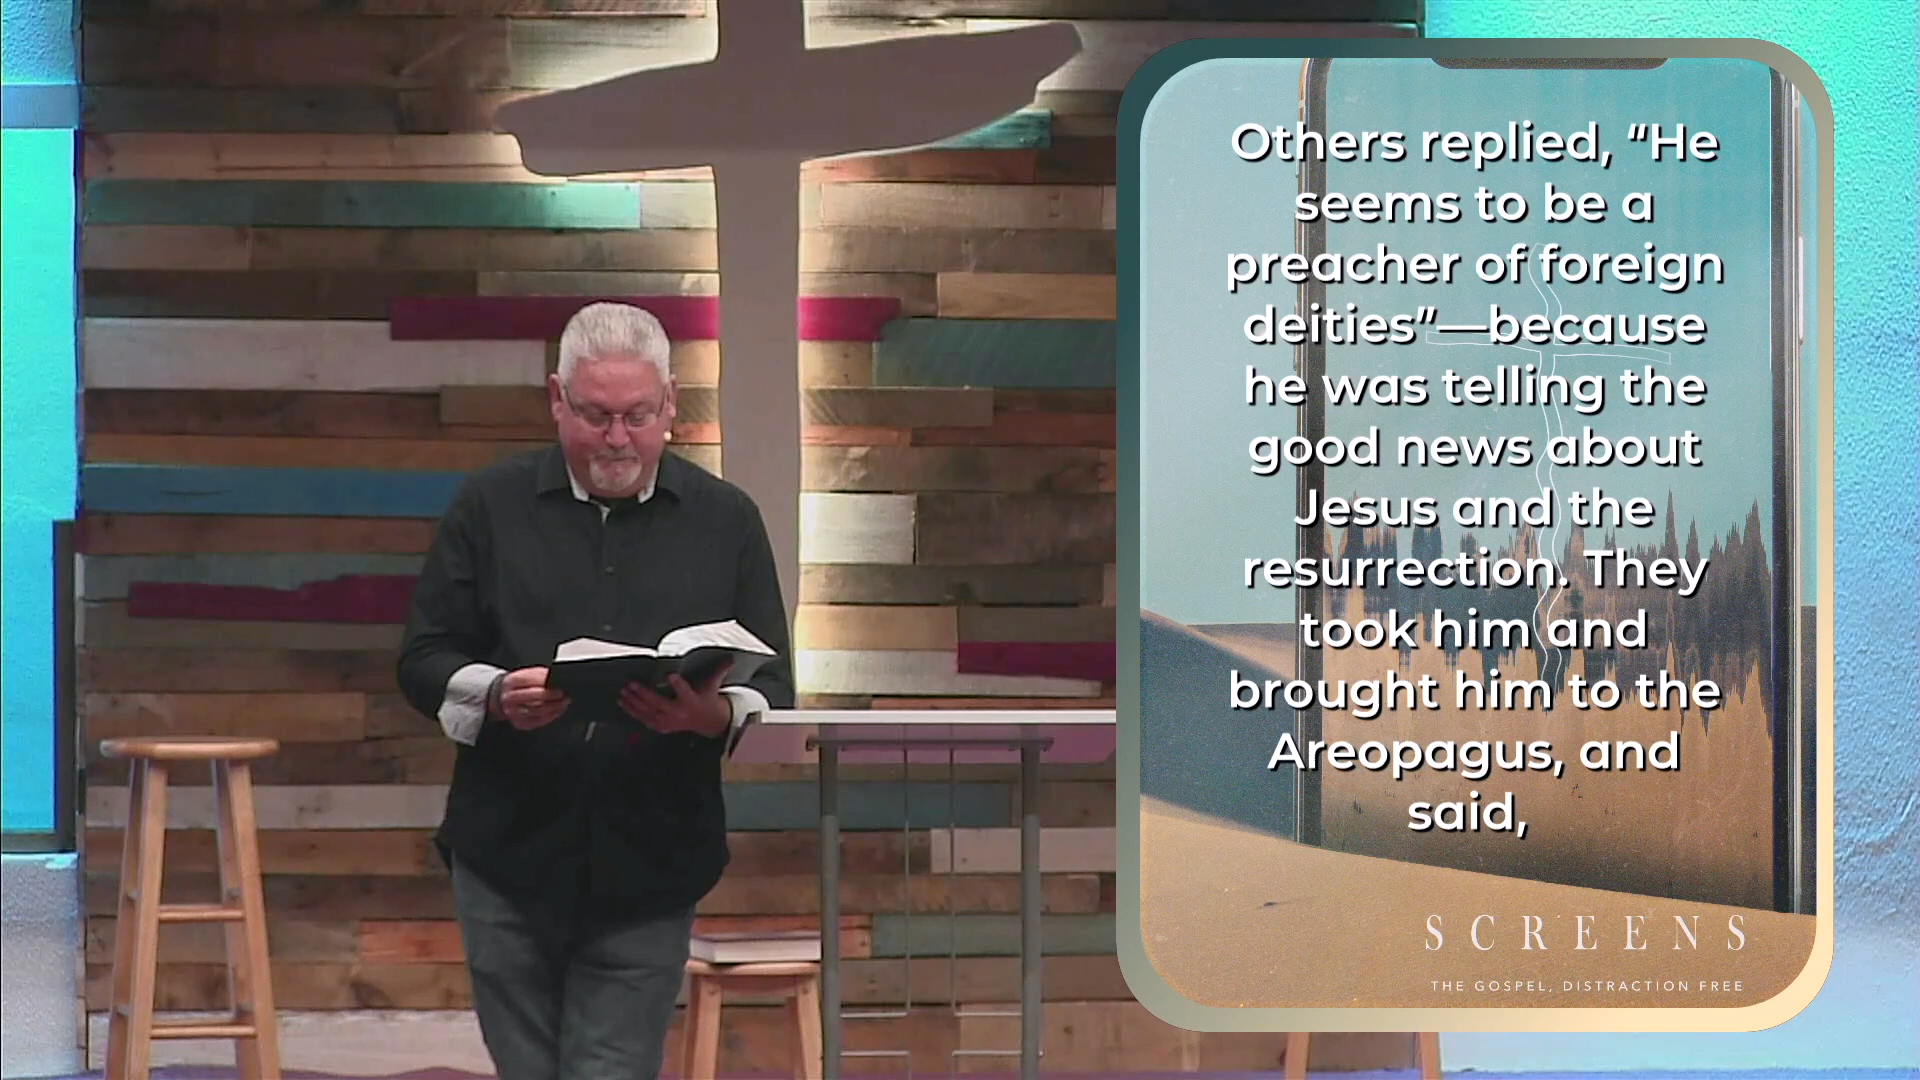 Others replied, “He
seems to be a
preacher of foreign
deities”—because
he was telling the
good news about
Jesus and the
resurrection. They
took him and
brought him to the
Areopagus, and
said,
SCREENS
THE GOSPEL, DISTRACTION FREE